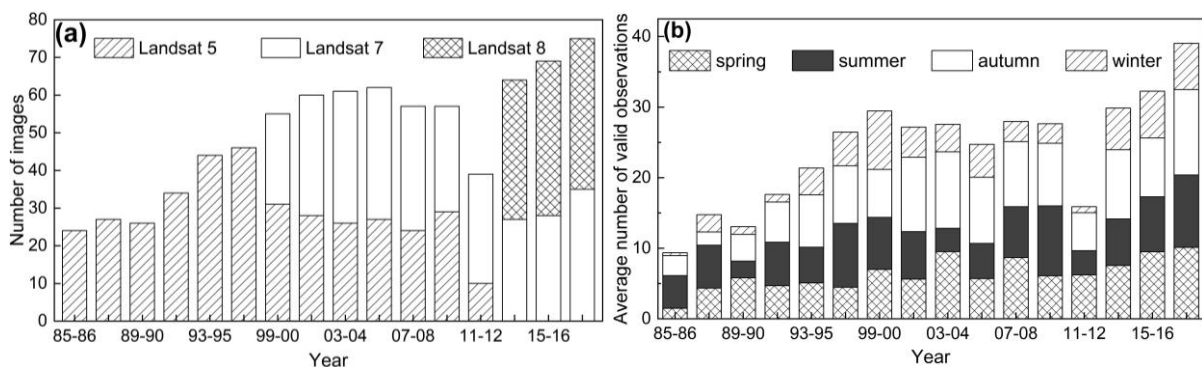 (a)
Landsat 5 Landsat 7 Landsat 8
Number of images
80
70
60
50
40
30
20
10
0
85-86 89-90 93-95 99-00 03-04 07-08 11-12 15-16
Year
(b)
spring summer autumn winter
Average number of valid observations
40
30
20
10
0
85-86 89-90 93-95 99-00 03-04 07-08 11-12 15-16
Year